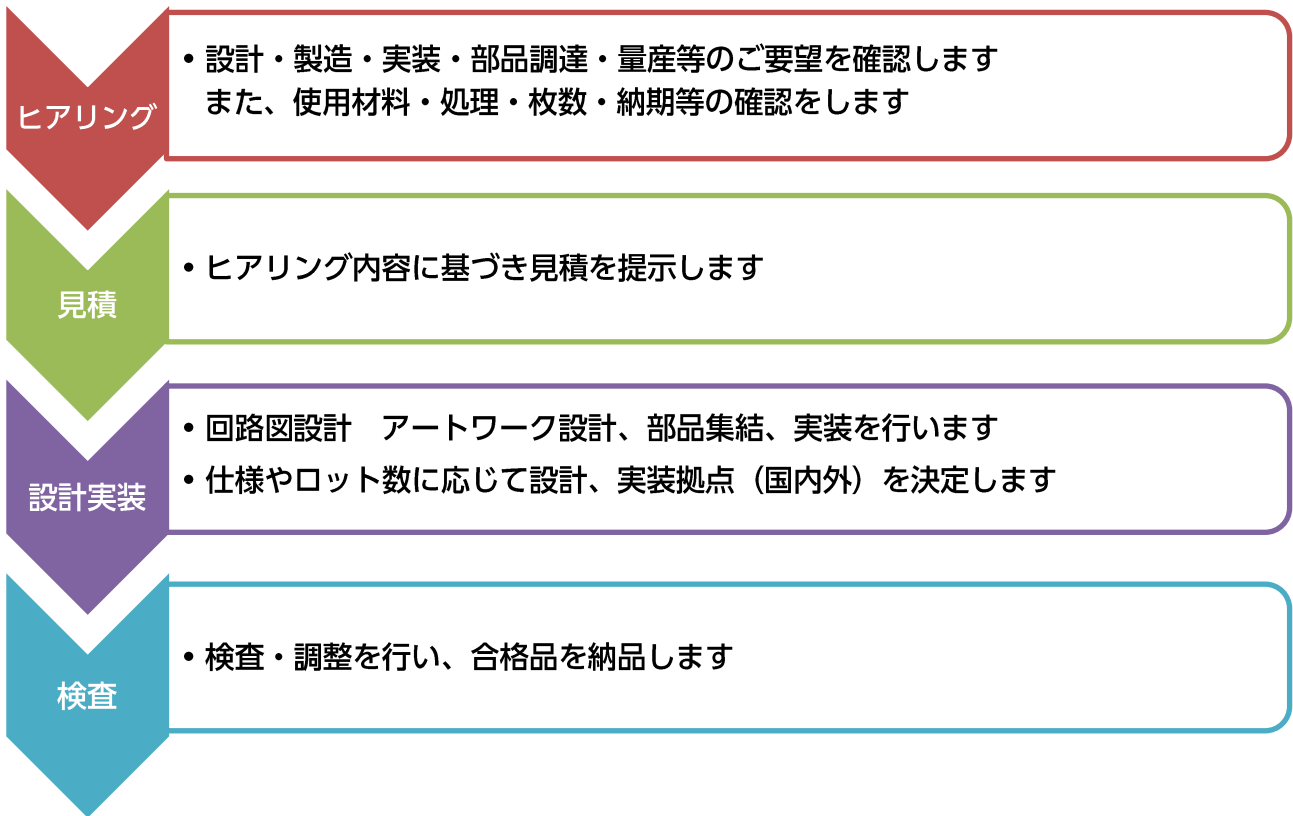 ヒアリング
・設計・製造・実装・部品調達・量産等のご要望を確認します
また、使用材料・処理・枚数・納期等の確認をします
見積
・ヒアリング内容に基づき見積を提示します
設計実装
・回路図設計　アートワーク設計、部品集結、実装を行います
・仕様やロット数に応じて設計、実装拠点（国内外）を決定します
検査
・検査・調整を行い、合格品を納品します